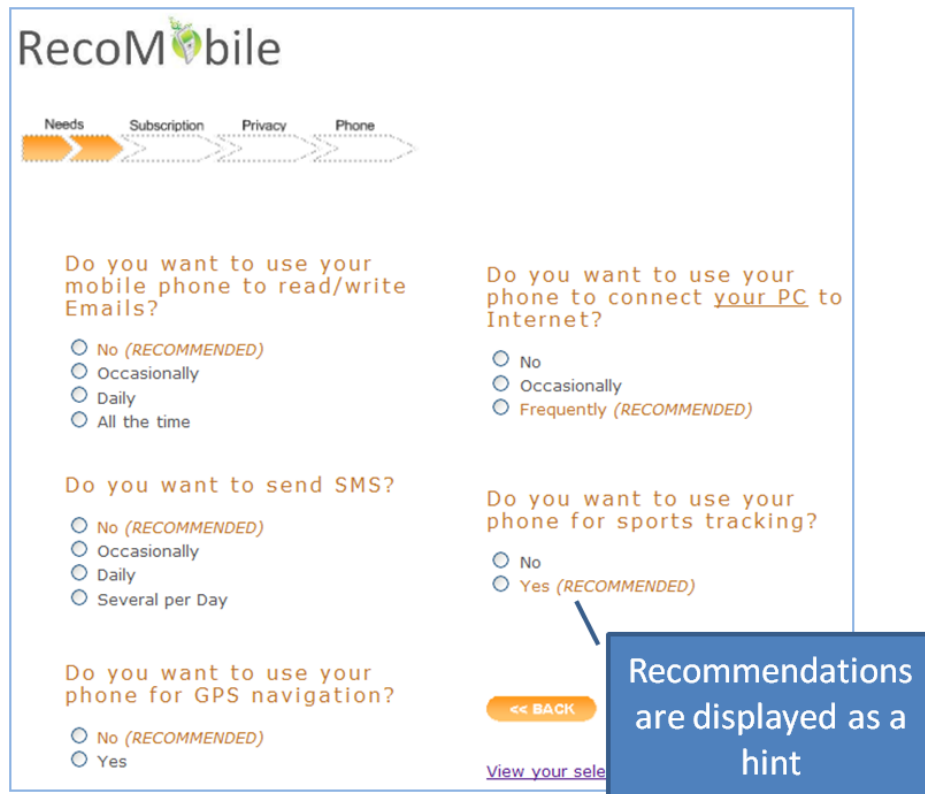 RecoMobile
Needs Subscription Privacy Phone
Do you want to use your
mobile phone to read/write
Emails?
No (RECOMMENDED)
Occasionally
Daily
All the time
Do you want to send SMS?
No (RECOMMENDED)
Occasionally
Daily
Several per Day
Do you want to use your
phone for GPS navigation?
No (RECOMMENDED)
Yes
Do you want to use your
phone to connect your PC to
Internet?
No
Occasionally
Frequently (RECOMMENDED)
Do you want to use your
phone for sports tracking?
No
Yes (RECOMMENDED)
<< BACK
View your sele
Recommendations
are displayed as a
hint